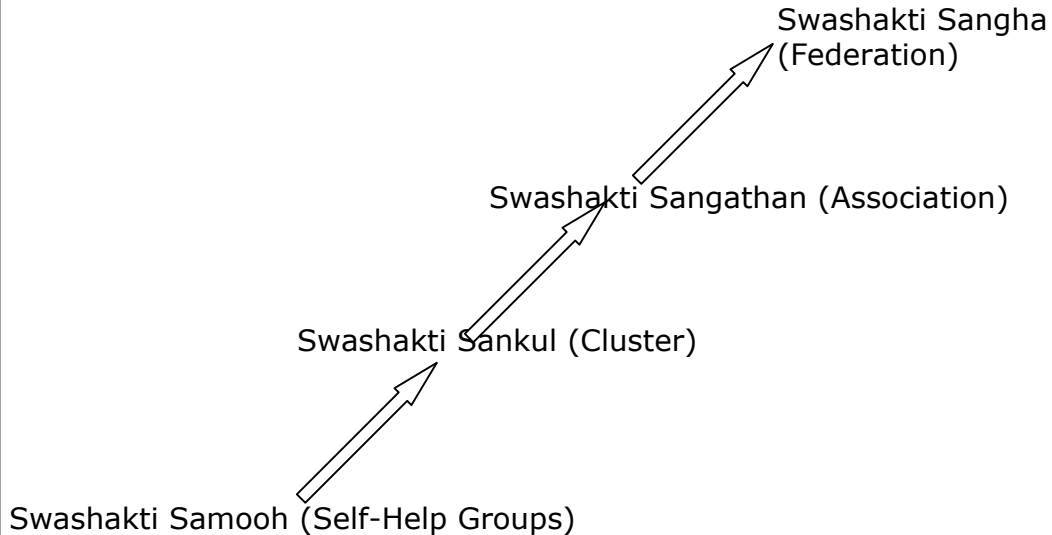 Swashakti Sangha
(Federation)
Swashakti Sangathan (Association)
Swashakti Sankul (Cluster)
Swashakti Samooh (Self-Help Groups)